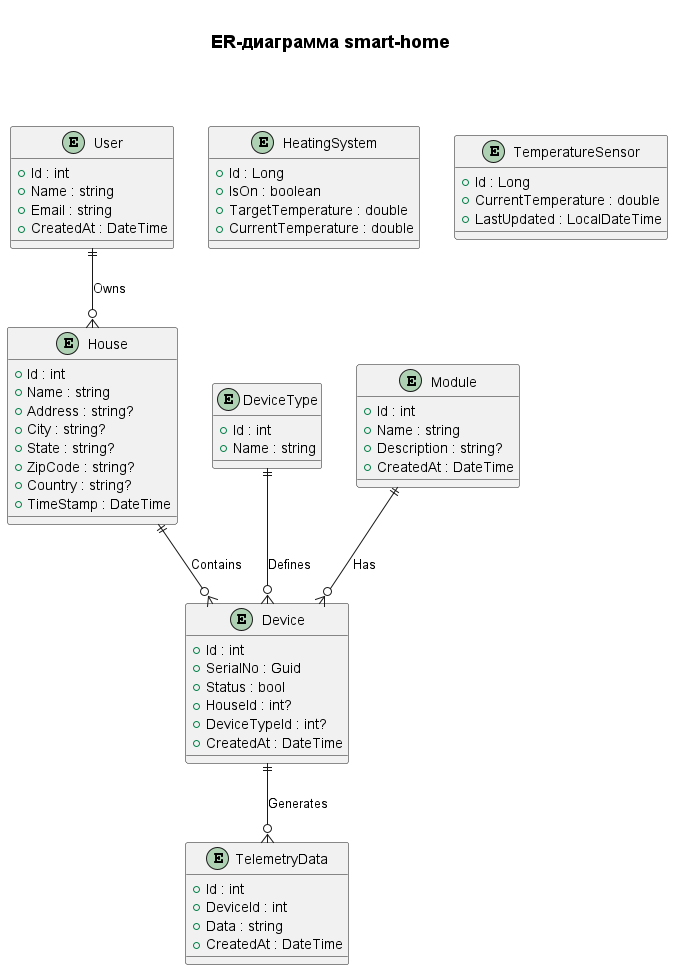 ER-диаграмма smart-home
E User
Id : int
Name : string
Email : string
CreatedAt : DateTime
E HeatingSystem
Id : Long
IsOn : boolean
TargetTemperature : double
CurrentTemperature : double
E TemperatureSensor
Id : Long
CurrentTemperature : double
LastUpdated : LocalDateTime
Owns
E House
Id : int
Name : string
Address : string?
City : string?
State : string?
ZipCode : string?
Country : string?
TimeStamp : DateTime
E DeviceType
Id : int
Name : string
E Module
Id : int
Name : string
Description : string?
CreatedAt : DateTime
Contains
Defines
Has
E Device
Id : int
SerialNo : Guid
Status : bool
HouseId : int?
DeviceTypeId : int?
CreatedAt : DateTime
Generates
E TelemetryData
Id : int
DeviceId : int
Data : string
CreatedAt : DateTime